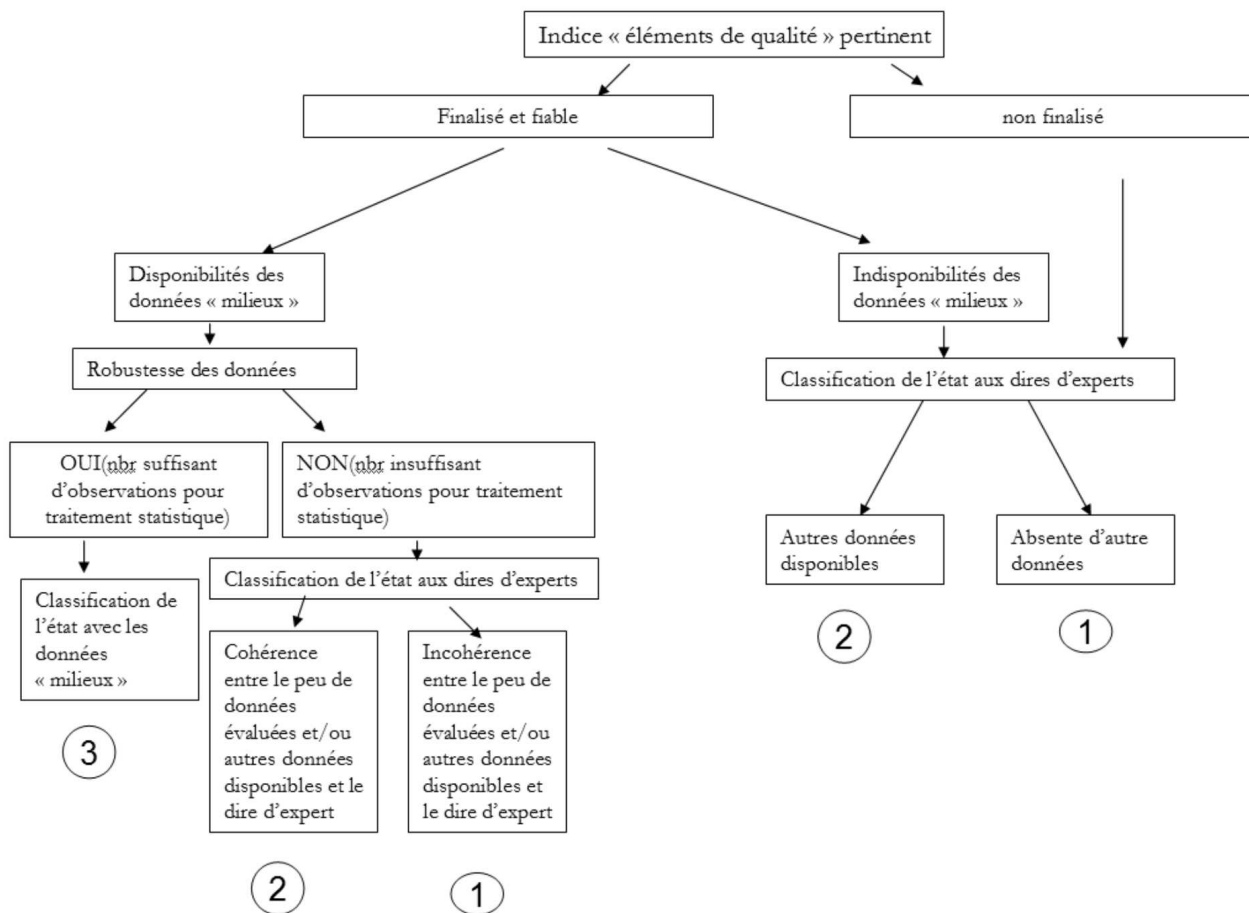 Indice « éléments de qualité » pertinent
Finalisé et fiable
non finalisé
Disponibilités des
données « milieux »
Indisponibilités des
données « milieux »
Robustesse des données
Classification de l'état aux dires d'experts
OUI(nbr suffisant
d'observations pour
traitement statistique)
NON(nbr insuffisant
d'observations pour traitement
statistique)
Autres données
disponibles
Absente d'autre
données
Classification de l'état aux dires d'experts
Classification de
l'état avec les
données
« milieux »
Cohérence
entre le peu de
données
évaluées et/ou
autres données
disponibles et le
dire d'expert
Incohérence
entre le peu de
données
évaluées et/ou
autres données
disponibles et
le dire d'expert
2
1
3
2
1